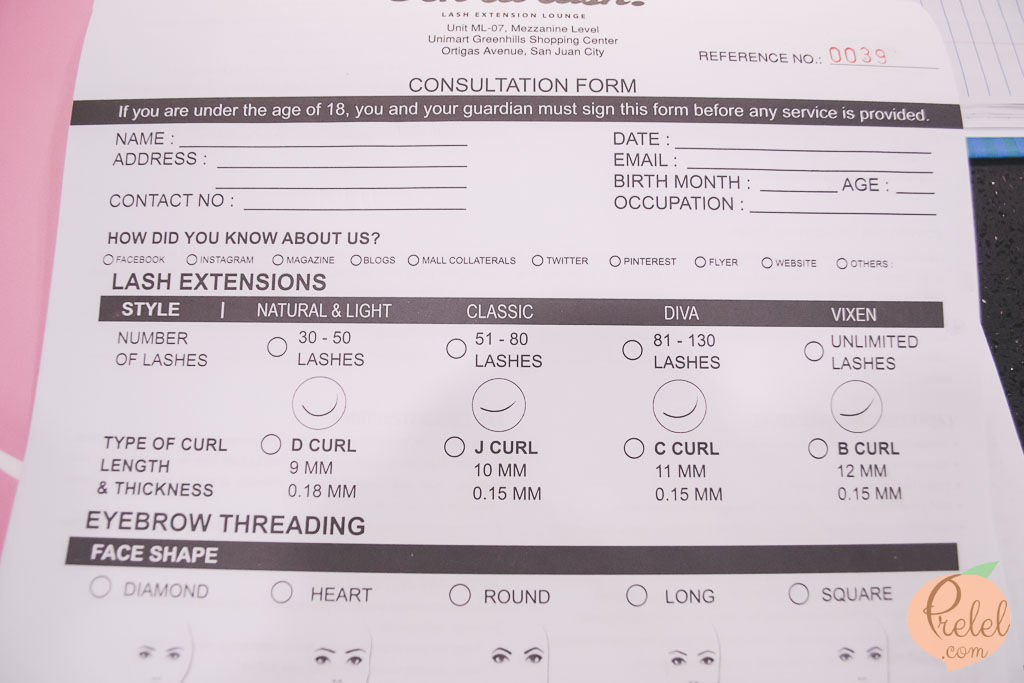 LASH EXTENSION LOUNGE
Unit ML-07, Mezzanine Level
Unimart Greenhills Shopping Center
Ortigas Avenue, San Juan City
REFERENCE NO.: 0039
CONSULTATION FORM
If you are under the age of 18, you and your guardian must sign this form before any service is provided.
NAME : DATE :
ADDRESS : EMAIL :
BIRTH MONTH : AGE :
CONTACT NO : OCCUPATION :
HOW DID YOU KNOW ABOUT US?
FACEBOOK INSTAGRAM MAGAZINE BLOGS MALL COLLATERALS TWITTER PINTEREST FLYER WEBSITE OTHERS :
LASH EXTENSIONS
STYLE | NATURAL & LIGHT CLASSIC DIVA VIXEN
NUMBER 30 - 50 51 - 80 81 - 130 UNLIMITED
OF LASHES LASHES LASHES LASHES LASHES
TYPE OF CURL D CURL J CURL C CURL B CURL
LENGTH 9 MM 10 MM 11 MM 12 MM
& THICKNESS 0.18 MM 0.15 MM 0.15 MM 0.15 MM
EYEBROW THREADING
FACE SHAPE
DIAMOND HEART ROUND LONG SQUARE
Prelel
.com